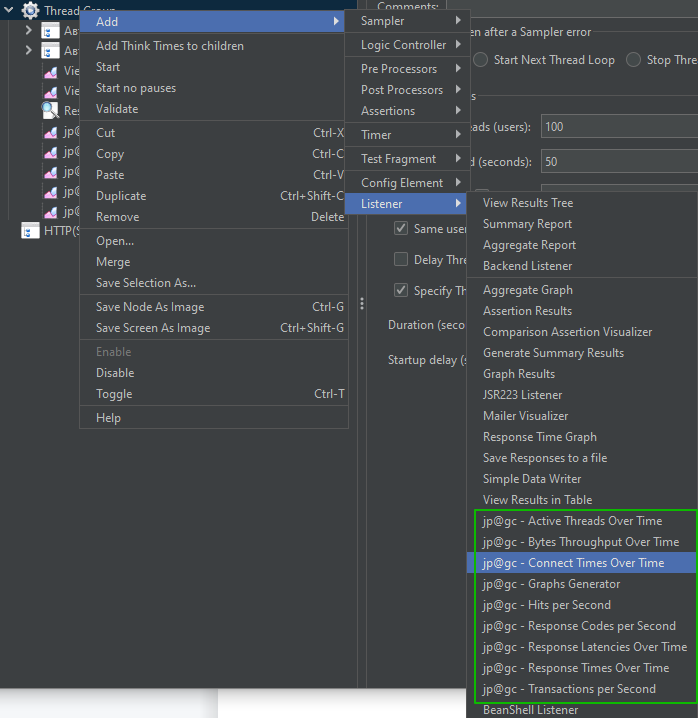 Thread Group
Comments:
Add
Add Think Times to children
Start
Start no pauses
Validate
Cut Ctrl-X
Copy Ctrl-C
Paste Ctrl-V
Duplicate Ctrl+Shift-C
Remove Delete
Open...
Merge
Save Selection As...
Save Node As Image Ctrl-G
Save Screen As Image Ctrl+Shift-G
Enable
Disable
Toggle Ctrl-T
Help
Авт
Авт
Vie
Vie
Res
jp@
jp@
jp@
jp@
jp@
HTTP(S
Sampler
Logic Controller
Pre Processors
Post Processors
Assertions
Timer
Test Fragment
Config Element
Listener
en after a Sampler error
Start Next Thread Loop
Stop Thre
s
eads (users): 100
d (seconds): 50
Same user
Delay Thre
Specify Th
Duration (secon
Startup delay (s
View Results Tree
Summary Report
Aggregate Report
Backend Listener
Aggregate Graph
Assertion Results
Comparison Assertion Visualizer
Generate Summary Results
Graph Results
JSR223 Listener
Mailer Visualizer
Response Time Graph
Save Responses to a file
Simple Data Writer
View Results in Table
jp@gc - Active Threads Over Time
jp@gc - Bytes Throughput Over Time
jp@gc - Connect Times Over Time
jp@gc - Graphs Generator
jp@gc - Hits per Second
jp@gc - Response Codes per Second
jp@gc - Response Latencies Over Time
jp@gc - Response Times Over Time
jp@gc - Transactions per Second
BeanShell Listener